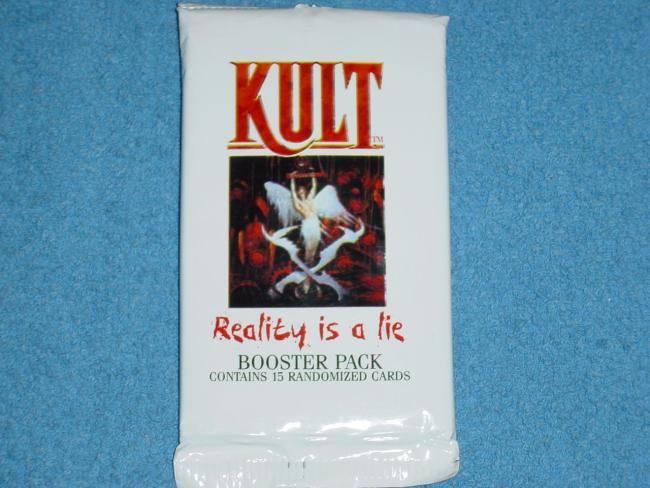 KULT™
Reality is a lie
BOOSTER PACK
CONTAINS 15 RANDOMIZED CARDS